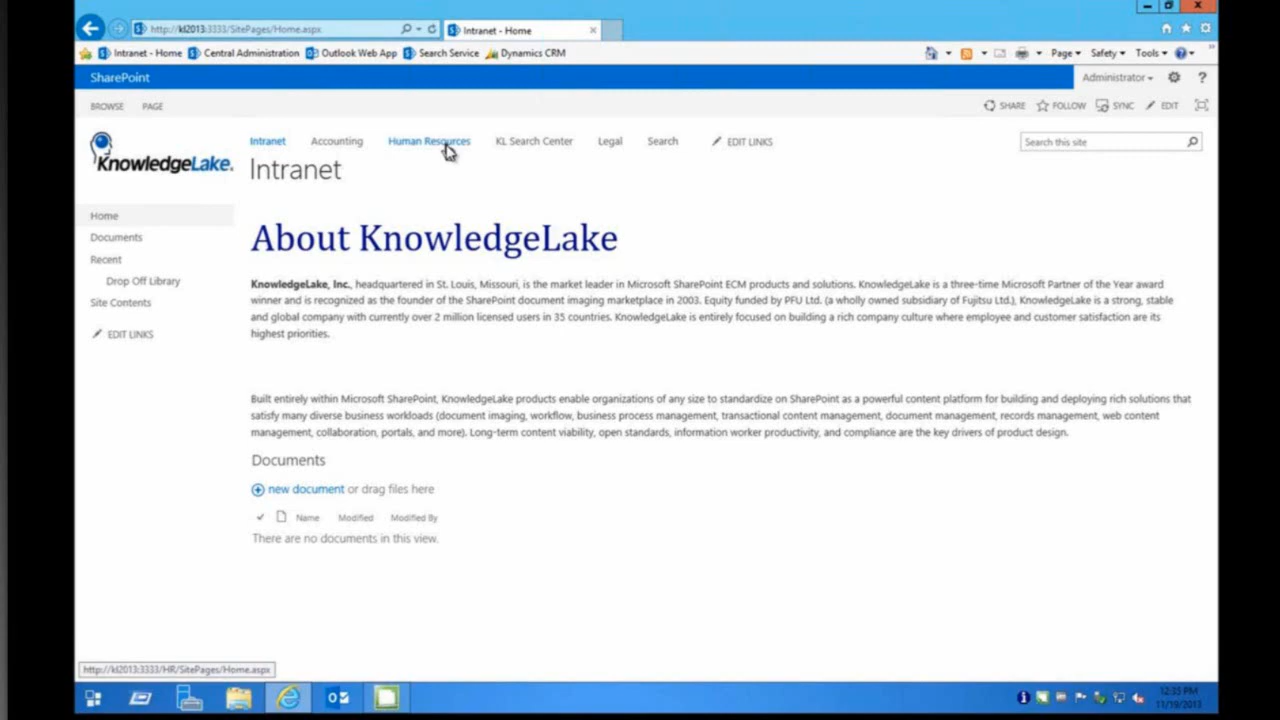 http://kl2013:3333/SitePages/Home.aspx
Intranet - Home
Intranet - Home Central Administration Outlook Web App Search Service Dynamics CRM
Page Safety Tools
SharePoint
Administrator ?
BROWSE PAGE
SHARE FOLLOW SYNC EDIT
KnowledgeLake.
Intranet Accounting Human Resources KL Search Center Legal Search EDIT LINKS
Search this site
Intranet
Home
Documents
Recent
Drop Off Library
Site Contents
EDIT LINKS
About KnowledgeLake
KnowledgeLake, Inc., headquartered in St. Louis, Missouri, is the market leader in Microsoft SharePoint ECM products and solutions. KnowledgeLake is a three-time Microsoft Partner of the Year award
winner and is recognized as the founder of the SharePoint document imaging marketplace in 2003. Equity funded by PFU Ltd. (a wholly owned subsidiary of Fujitsu Ltd.), KnowledgeLake is a strong, stable
and global company with currently over 2 million licensed users in 35 countries. KnowledgeLake is entirely focused on building a rich company culture where employee and customer satisfaction are its
highest priorities.
Built entirely within Microsoft SharePoint, KnowledgeLake products enable organizations of any size to standardize on SharePoint as a powerful content platform for building and deploying rich solutions that
satisfy many diverse business workloads (document imaging, workflow, business process management, transactional content management, document management, records management, web content
management, collaboration, portals, and more). Long-term content viability, open standards, information worker productivity, and compliance are the key drivers of product design.
Documents
new document or drag files here
Name Modified Modified By
There are no documents in this view.
http://kl2013:3333/HR/SitePages/Home.aspx
12:35 PM
11/19/2013